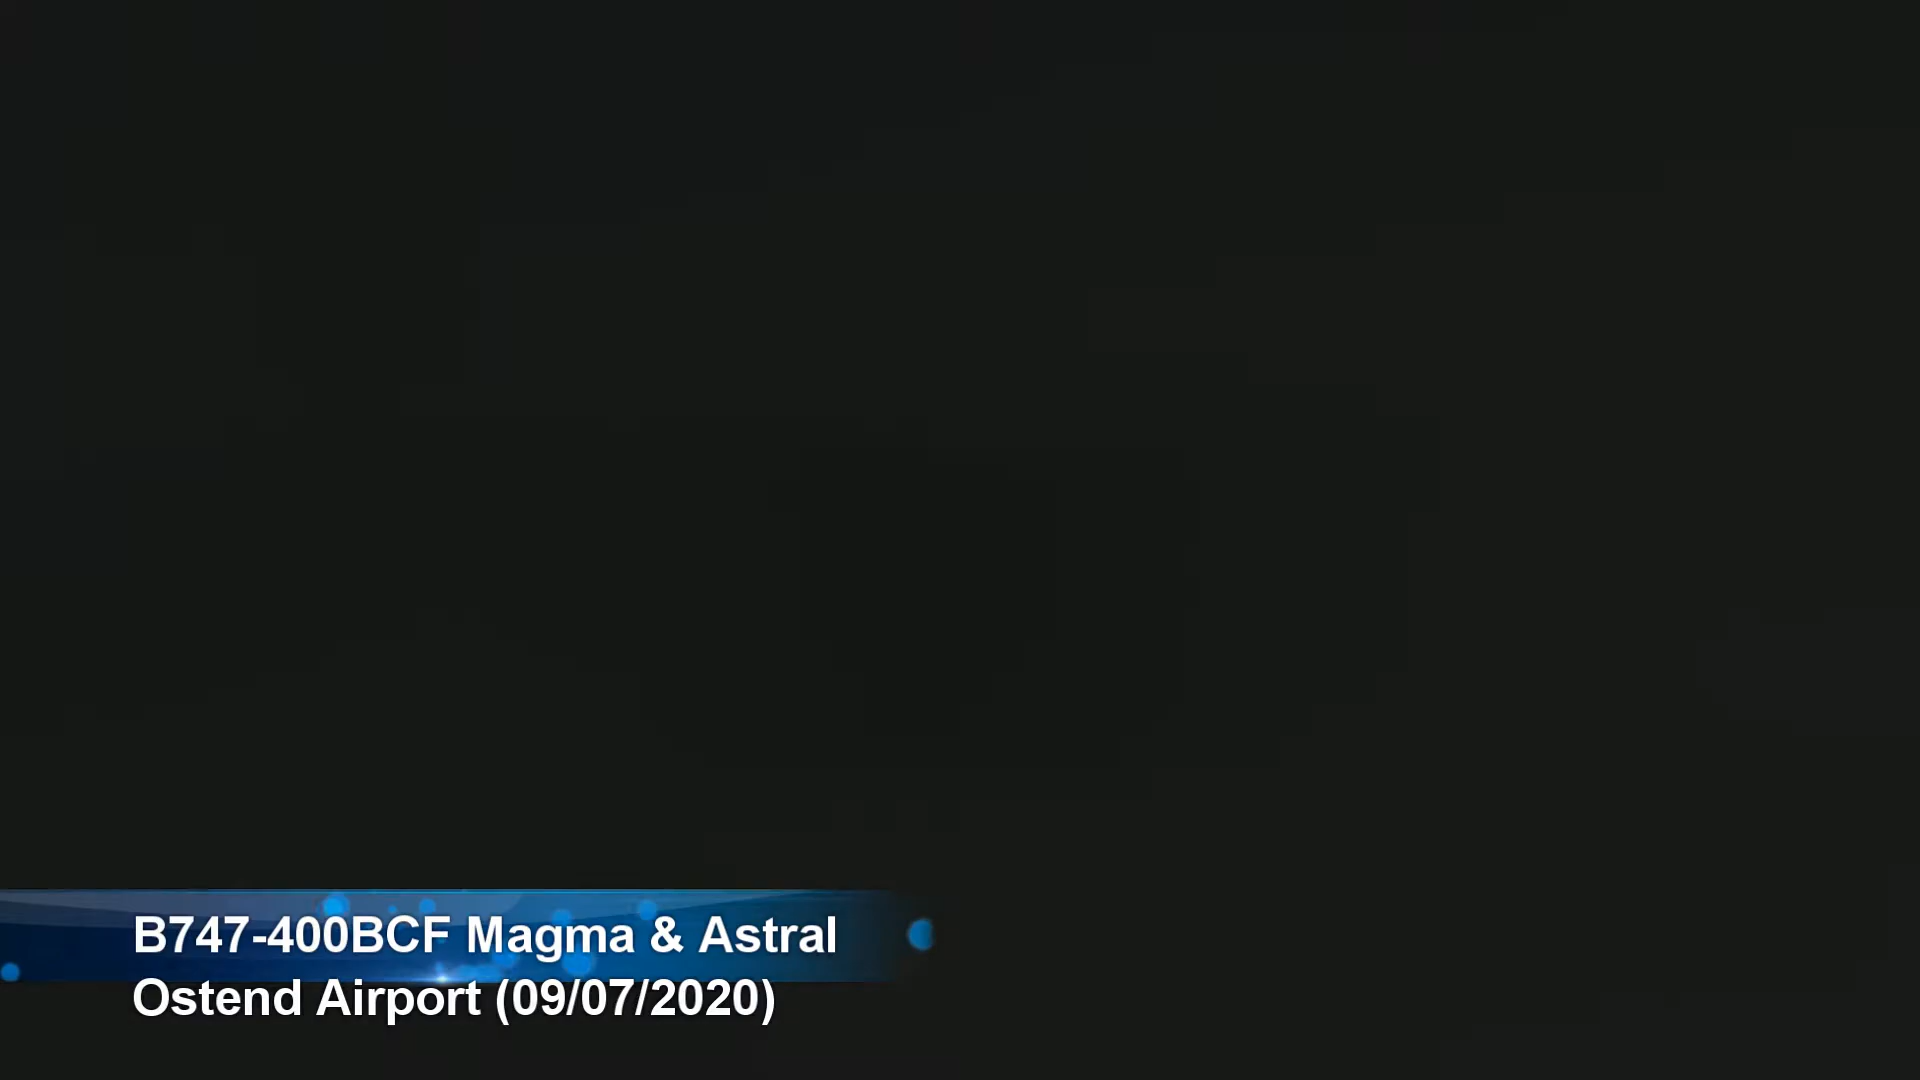 B747-400BCF Magma & Astral
Ostend Airport (09/07/2020)